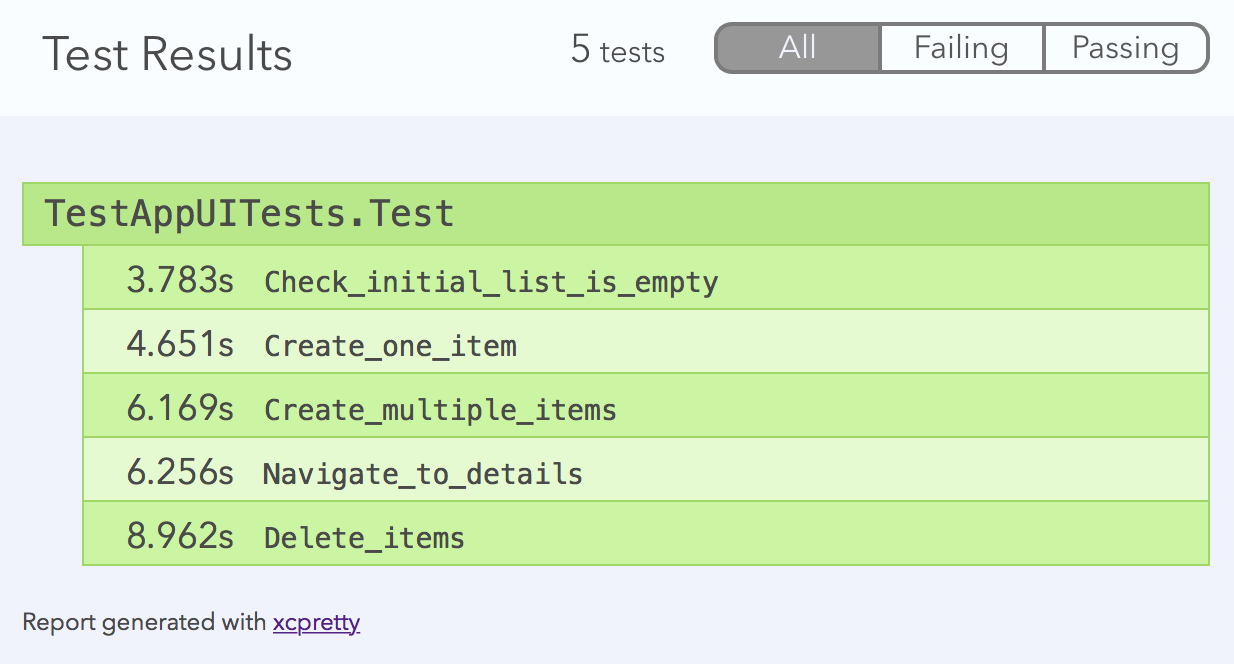 Test Results 5 tests All Failing Passing
TestAppUITests.Test
3.783s Check_initial_list_is_empty
4.651s Create_one_item
6.169s Create_multiple_items
6.256s Navigate_to_details
8.962s Delete_items
Report generated with xcpretty